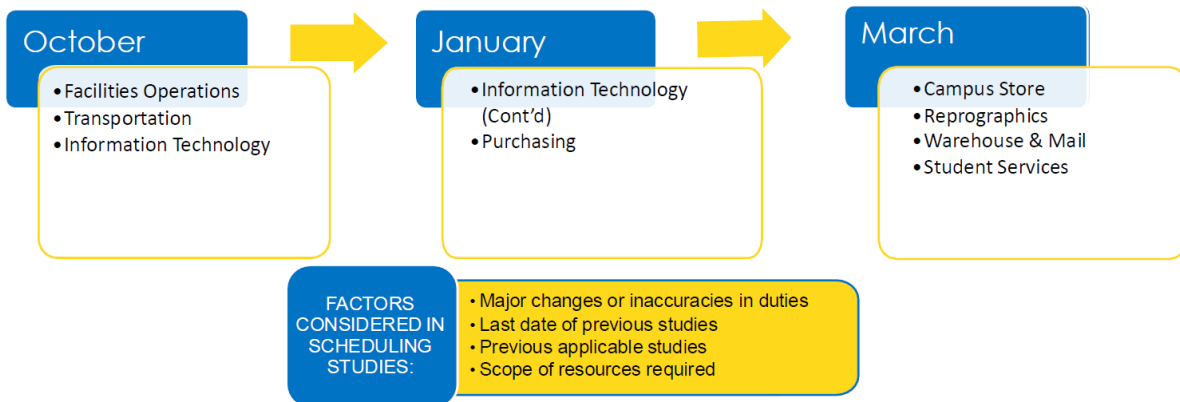 October
• Facilities Operations
• Transportation
• Information Technology
January
• Information Technology
(Cont’d)
• Purchasing
March
• Campus Store
• Reprographics
• Warehouse & Mail
• Student Services
FACTORS
CONSIDERED IN
SCHEDULING
STUDIES:
• Major changes or inaccuracies in duties
• Last date of previous studies
• Previous applicable studies
• Scope of resources required